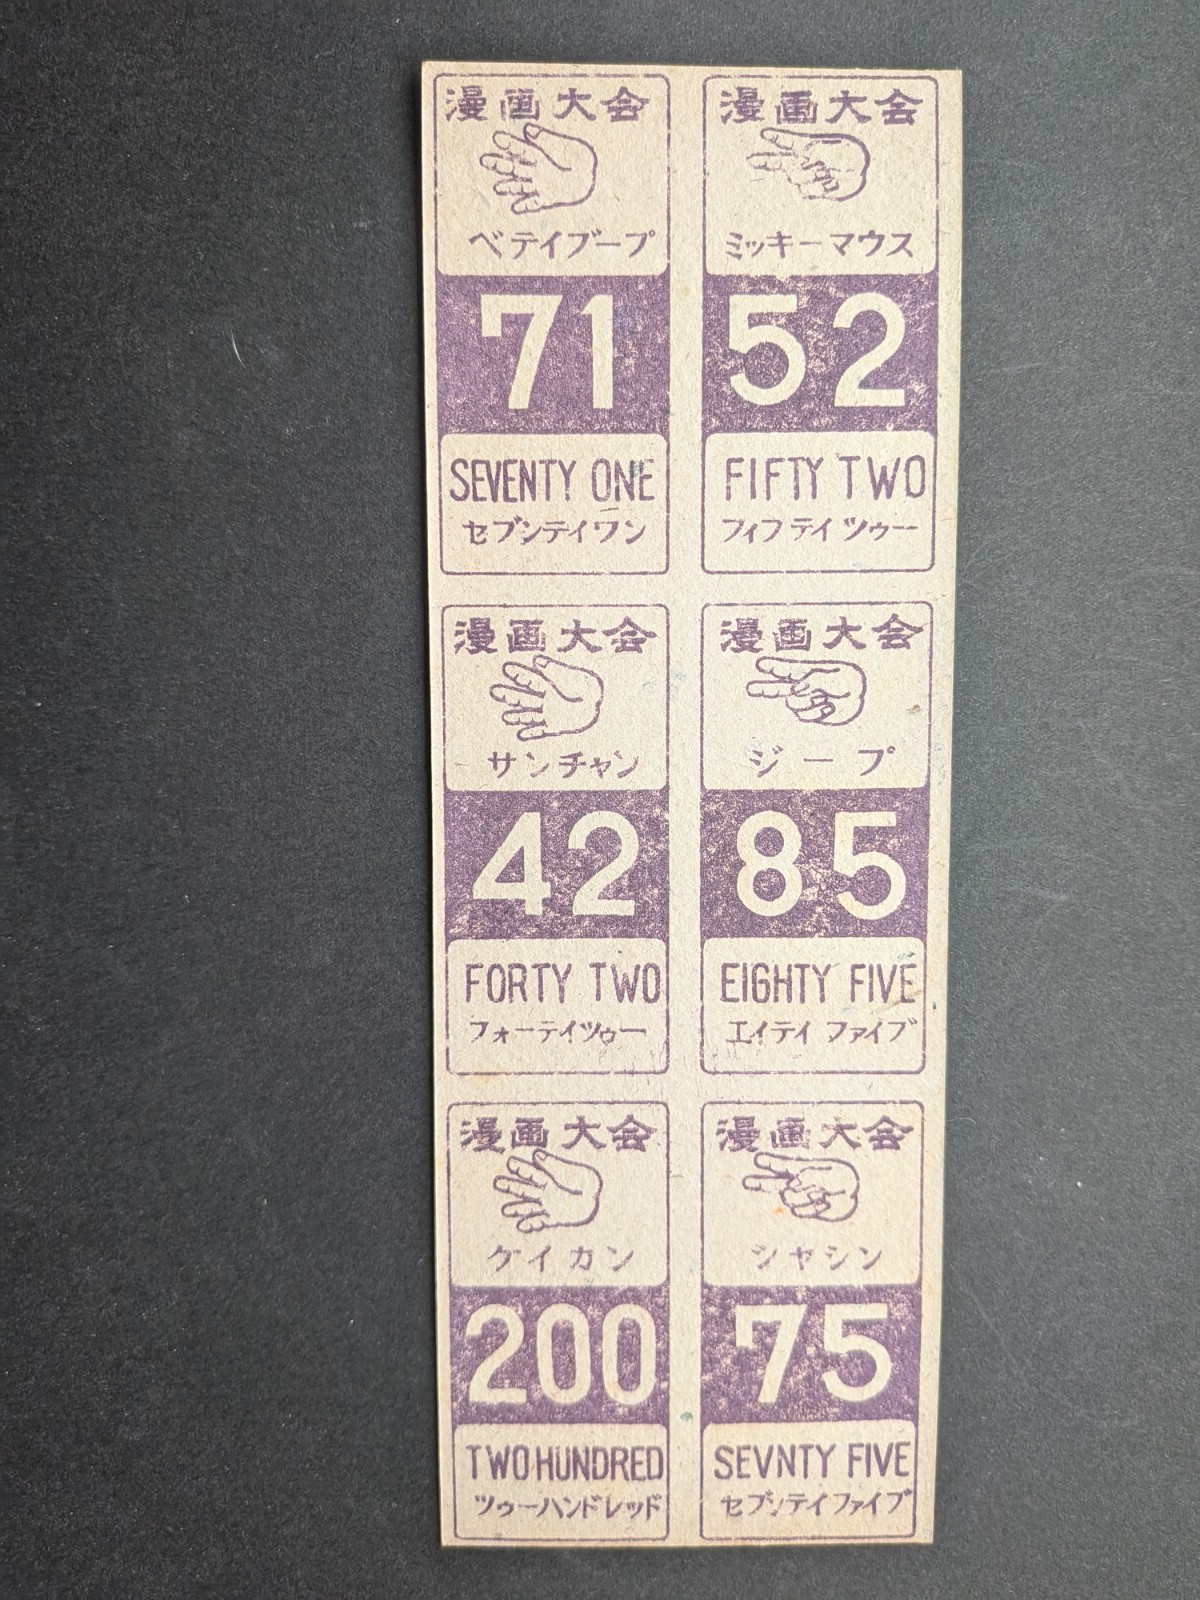 漫画大会
ベテイブープ
71
SEVENTY ONE
セブンテイワン
漫画大会
ミッキーマウス
52
FIFTY TWO
フィフテイツゥー
漫画大会
サンチャン
42
FORTY TWO
フォーテイツゥー
漫画大会
ジープ
85
EIGHTY FIVE
エイテイ ファイブ
漫画大会
ケイカン
200
TWO HUNDRED
ツゥーハンドレッド
漫画大会
シャシン
75
SEVNTY FIVE
セブンテイファイブ